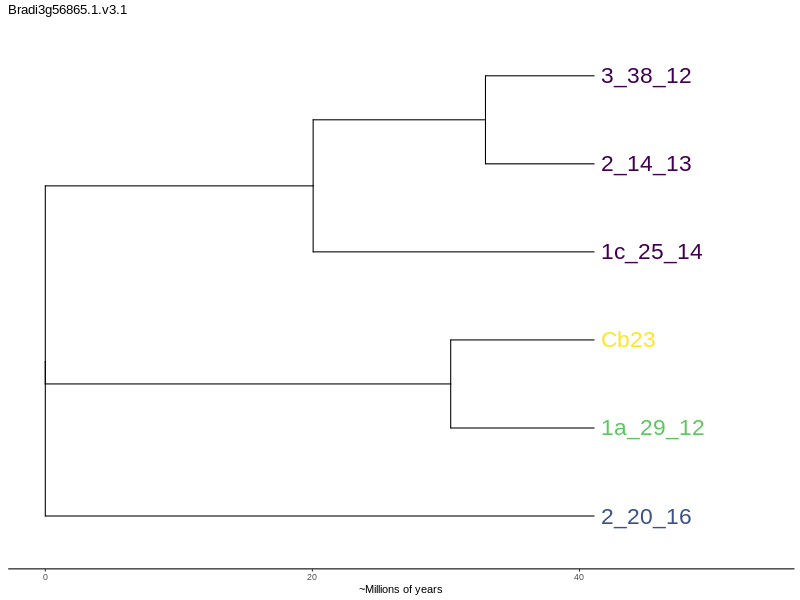 Bradi3g56865.1.v3.1
3_38_12
2_14_13
1c_25_14
Cb23
1a_29_12
2_20_16
0 20 40
~Millions of years